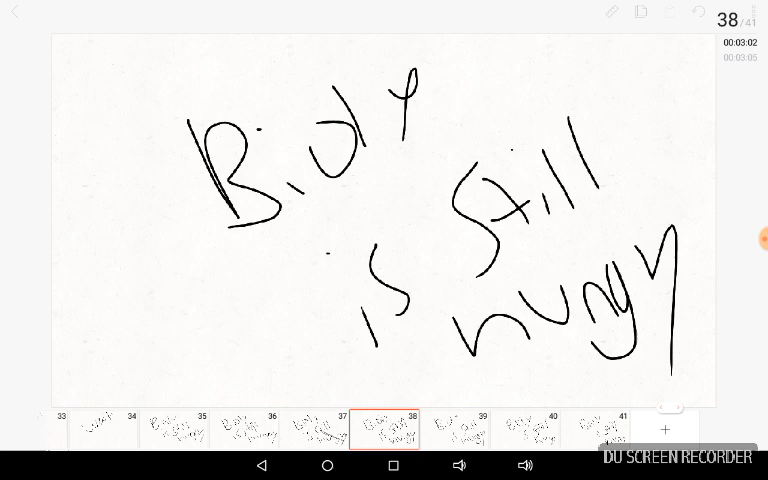 38/41
00:03:02
00:03:05
Bidy
is still
hungy
33 34 35 36 37 38 39 40 41
DU SCREEN RECORDER